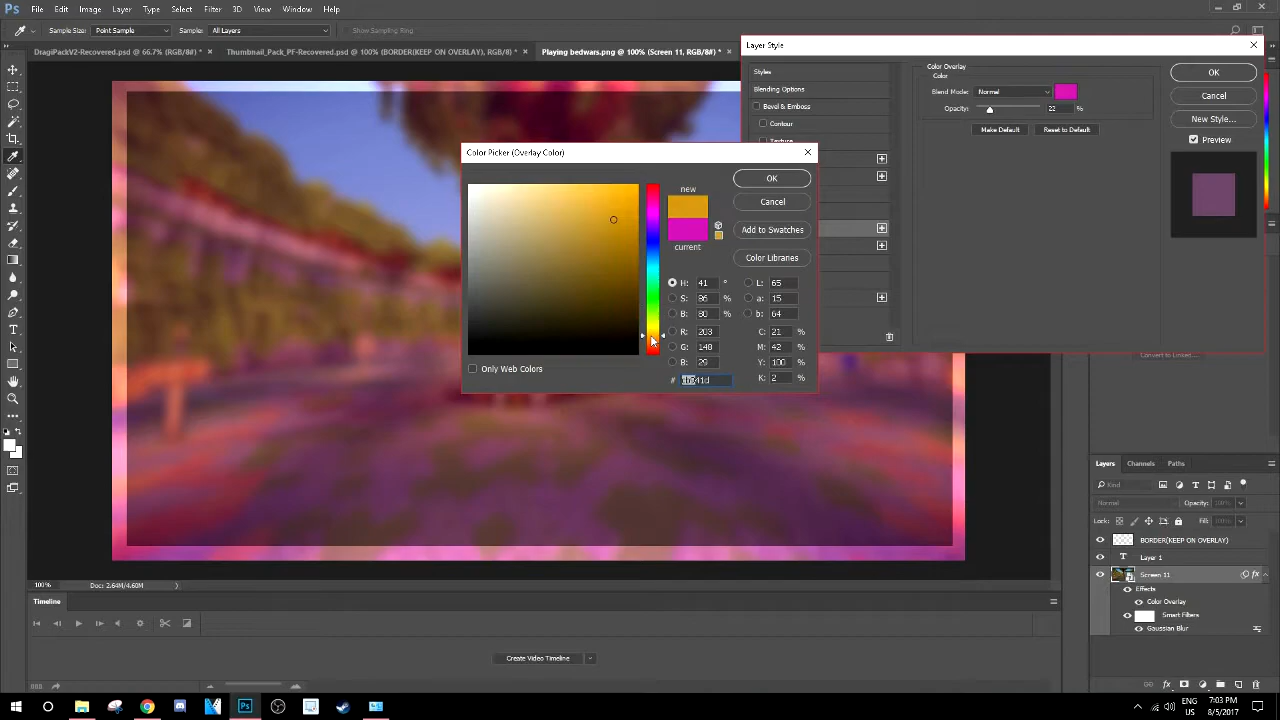 Ps File Edit Image Layer Type Select Filter 3D View Window Help
Sample Size: Point Sample Sample: All Layers Show Sampling Ring
DragiPackV2-Recovered.psd @ 66.7% (RGB/8#) * × Thumbnail_Pack_PF-Recovered.psd @ 100% (BORDER(KEEP ON OVERLAY), RGB/8) * × Playing bedwars.png @ 100% (Screen 11, RGB/8#) * ×
Layer Style
Styles
Blending Options
Bevel & Emboss
Contour
Texture
Color Overlay
Color
Blend Mode: Normal
Opacity: 22 %
Make Default Reset to Default
OK
Cancel
New Style...
Preview
Color Picker (Overlay Color)
new
current
OK
Cancel
Add to Swatches
Color Libraries
H: 41 ° L: 65
S: 96 % a: 15
B: 80 % b: 64
R: 203 C: 21 %
G: 148 M: 42 %
B: 29 Y: 100 %
# K: 2 %
Only Web Colors
Convert to Linked...
Layers Channels Paths
Kind
Normal Opacity: 100%
Lock: Fill: 100%
BORDER(KEEP ON OVERLAY)
T Layer 1
Screen 11 fx
Effects
Color Overlay
Smart Filters
Gaussian Blur
100% Doc: 2.64M/4.60M
Timeline
Create Video Timeline
ENG 7:03 PM
US 8/5/2017